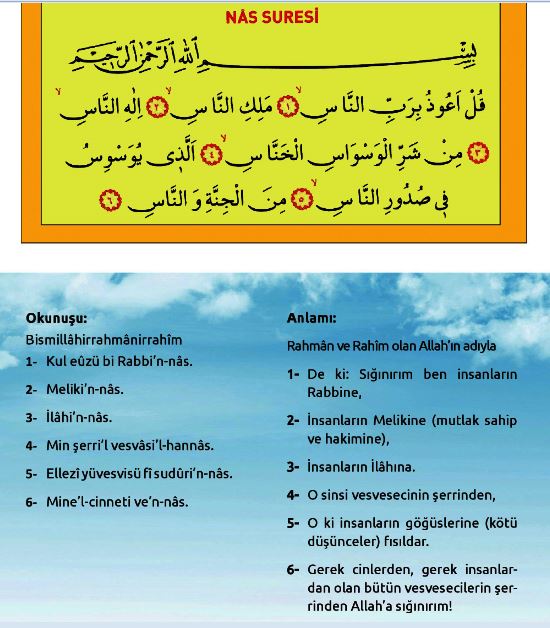 NÂS SURESİ
بِسْمِ اللّٰهِ الرَّحْمٰنِ الرَّحٖيمِ
قُلْ اَعُوذُ بِرَبِّ النَّاسِۙ ﴿١﴾ مَلِكِ النَّاسِۙ ﴿٢﴾ اِلٰهِ النَّاسِۙ
﴿٣﴾ مِنْ شَرِّ الْوَسْوَاسِ الْخَنَّاسِۙ ﴿٤﴾ اَلَّذٖى يُوَسْوِسُ
فٖى صُدُورِ النَّاسِۙ ﴿٥﴾ مِنَ الْجِنَّةِ وَ النَّاسِ ﴿٦﴾
Okunuşu:
Bismillâhirrahmânirrahîm
1- Kul eûzü bi Rabbi’n-nâs.
2- Meliki’n-nâs.
3- İlâhi’n-nâs.
4- Min şerri’l vesvâsi’l-hannâs.
5- Ellezî yüvesvisü fî sudûri’n-nâs.
6- Mine’l-cinneti ve’n-nâs.
Anlamı:
Rahmân ve Rahîm olan Allah’ın adıyla
1- De ki: Sığınırım ben insanların
Rabbine,
2- İnsanların Melikine (mutlak sahip
ve hakimine),
3- İnsanların İlâhına.
4- O sinsi vesvesecinin şerrinden,
5- O ki insanların göğüslerine (kötü
düşünceler) fısıldar.
6- Gerek cinlerden, gerek insanlar-
dan olan bütün vesvesecilerin şer-
rinden Allah’a sığınırım!